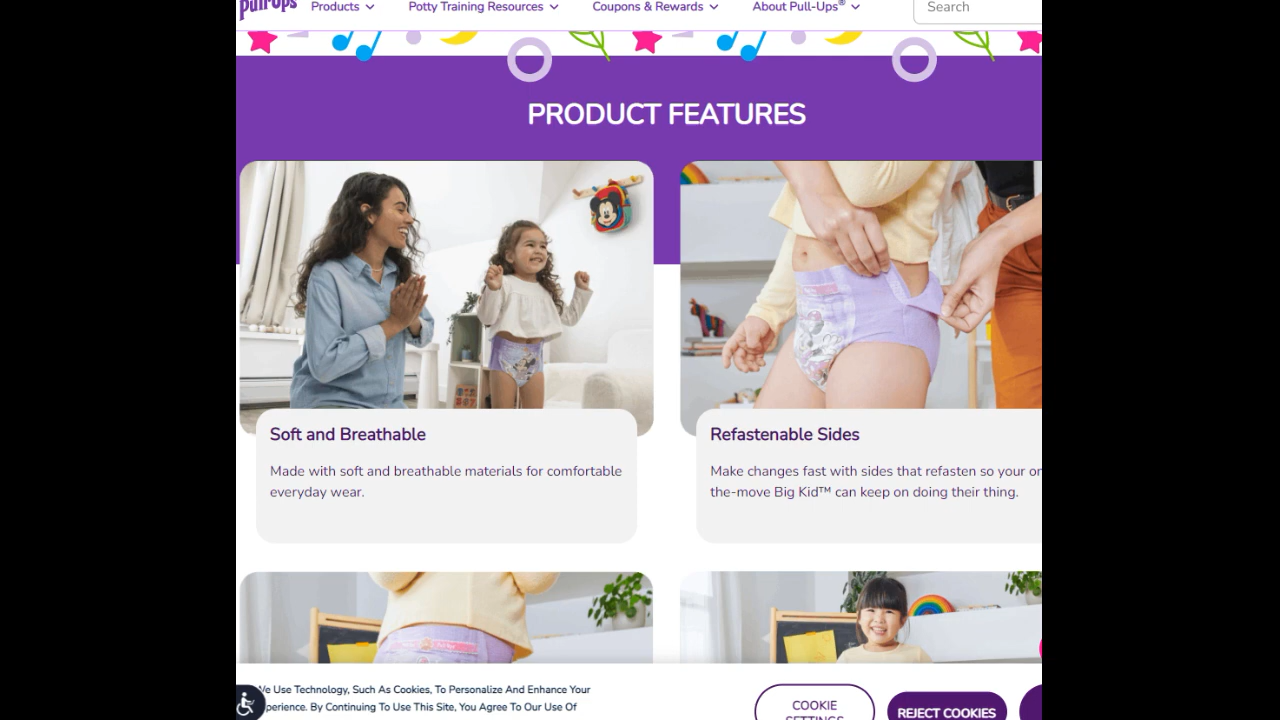 Pull-Ups
Products
Potty Training Resources
Coupons & Rewards
About Pull-Ups®
Search
PRODUCT FEATURES
Soft and Breathable
Made with soft and breathable materials for comfortable
everyday wear.
Refastenable Sides
Make changes fast with sides that refasten so your
the-move Big Kid™ can keep on doing their thing.
We Use Technology, Such As Cookies, To Personalize And Enhance Your
perience. By Continuing To Use This Site, You Agree To Our Use Of
COOKIE
SETTINGS
REJECT COOKIES